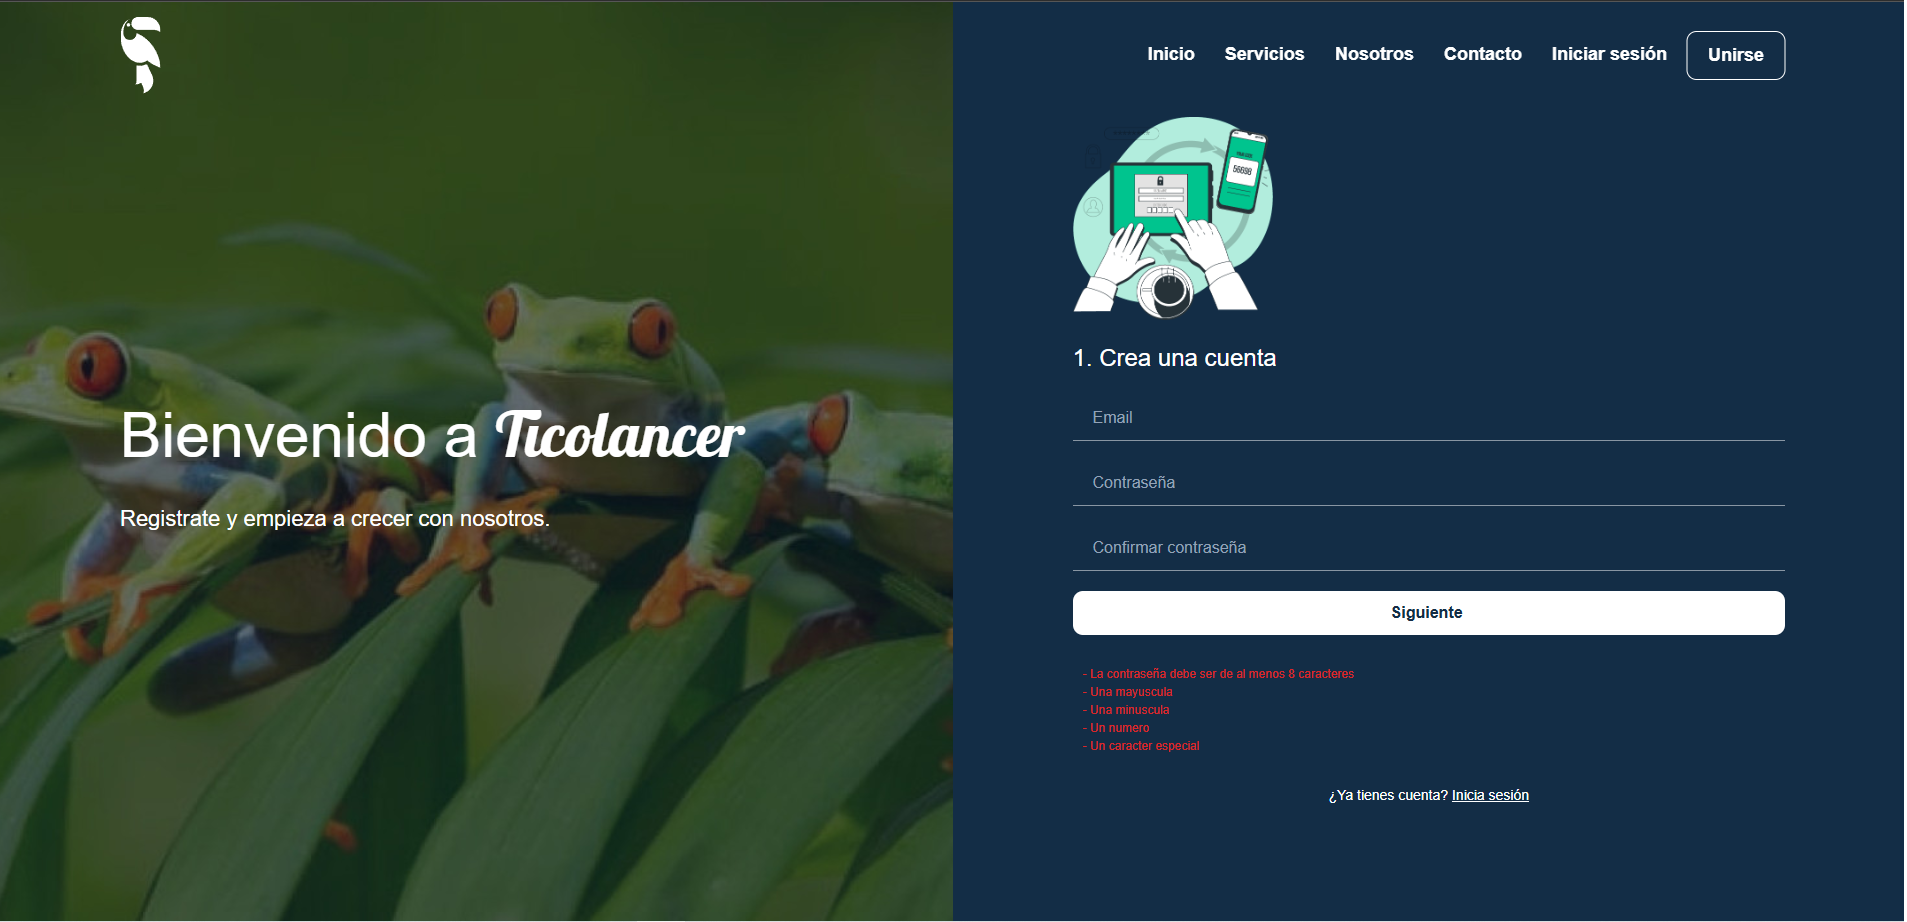 Inicio Servicios Nosotros Contacto Iniciar sesión Unirse
Bienvenido a Ticolancer
Registrate y empieza a crecer con nosotros.
56698
1. Crea una cuenta
Email
Contraseña
Confirmar contraseña
Siguiente
- La contraseña debe ser de al menos 8 caracteres
- Una mayuscula
- Una minuscula
- Un numero
- Un caracter especial
¿Ya tienes cuenta? Inicia sesión